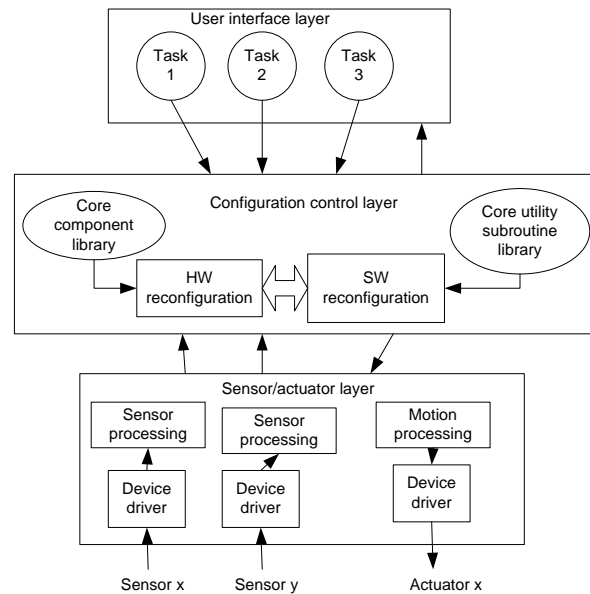 User interface layer
Task
1
Task
2
Task
3
Configuration control layer
Core
component
library
Core utility
subroutine
library
HW
reconfiguration
SW
reconfiguration
Sensor/actuator layer
Sensor
processing
Sensor
processing
Motion
processing
Device
driver
Device
driver
Device
driver
Sensor x
Sensor y
Actuator x